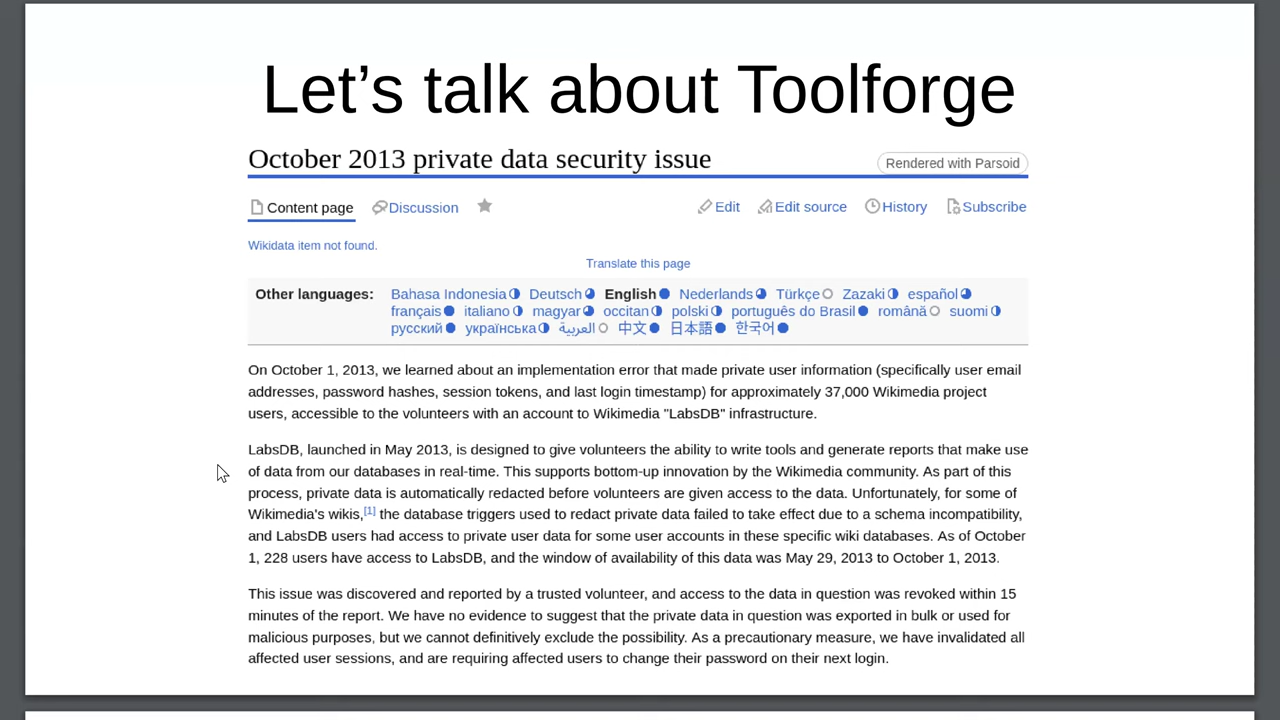 Let’s talk about Toolforge
October 2013 private data security issue
Rendered with Parsoid
Content page Discussion Edit Edit source History Subscribe
Wikidata item not found.
Translate this page
Other languages: Bahasa Indonesia Deutsch English Nederlands Türkçe Zazaki español
français italiano magyar occitan polski português do Brasil română suomi
русский українська العربية 中文 日本語 한국어
On October 1, 2013, we learned about an implementation error that made private user information (specifically user email
addresses, password hashes, session tokens, and last login timestamp) for approximately 37,000 Wikimedia project
users, accessible to the volunteers with an account to Wikimedia "LabsDB" infrastructure.
LabsDB, launched in May 2013, is designed to give volunteers the ability to write tools and generate reports that make use
of data from our databases in real-time. This supports bottom-up innovation by the Wikimedia community. As part of this
process, private data is automatically redacted before volunteers are given access to the data. Unfortunately, for some of
Wikimedia's wikis,[1] the database triggers used to redact private data failed to take effect due to a schema incompatibility,
and LabsDB users had access to private user data for some user accounts in these specific wiki databases. As of October
1, 228 users have access to LabsDB, and the window of availability of this data was May 29, 2013 to October 1, 2013.
This issue was discovered and reported by a trusted volunteer, and access to the data in question was revoked within 15
minutes of the report. We have no evidence to suggest that the private data in question was exported in bulk or used for
malicious purposes, but we cannot definitively exclude the possibility. As a precautionary measure, we have invalidated all
affected user sessions, and are requiring affected users to change their password on their next login.